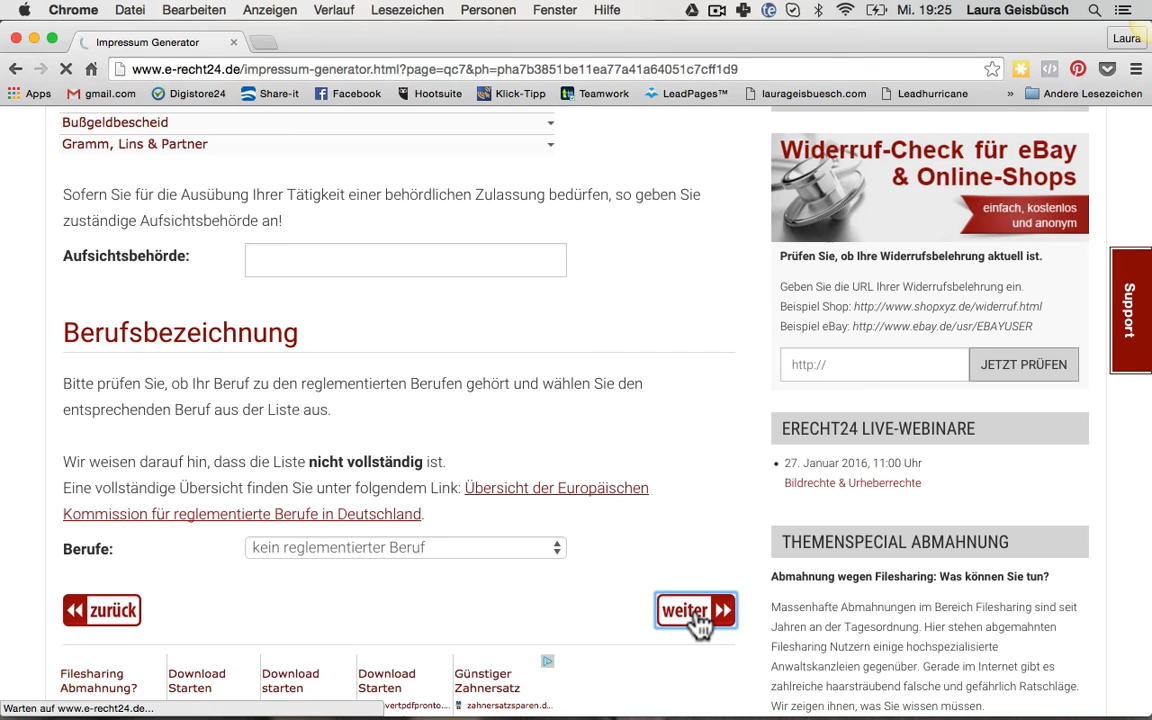 Chrome Datei Bearbeiten Anzeigen Verlauf Lesezeichen Personen Fenster Hilfe Mi. 19:25 Laura Geisbüsch
Impressum Generator
Laura
www.e-recht24.de/impressum-generator.html?page=qc7&ph=pha7b3851be11ea77a41a64051c7cff1d9
Apps gmail.com Digistore24 Share-it Facebook Hootsuite Klick-Tipp Teamwork LeadPages™ laurageisbuesch.com Leadhurricane » Andere Lesezeichen
Bußgeldbescheid
Gramm, Lins & Partner
Sofern Sie für die Ausübung Ihrer Tätigkeit einer behördlichen Zulassung bedürfen, so geben Sie
zuständige Aufsichtsbehörde an!
Aufsichtsbehörde:
Berufsbezeichnung
Bitte prüfen Sie, ob Ihr Beruf zu den reglementierten Berufen gehört und wählen Sie den
entsprechenden Beruf aus der Liste aus.
Wir weisen darauf hin, dass die Liste nicht vollständig ist.
Eine vollständige Übersicht finden Sie unter folgendem Link: Übersicht der Europäischen
Kommission für reglementierte Berufe in Deutschland.
Berufe: kein reglementierter Beruf
zurück
weiter
Filesharing
Abmahnung?
Download
Starten
Download
starten
Download
Starten
vertpdfpronto....
Günstiger
Zahnersatz
zahnersatzsparen.d...
Widerruf-Check für eBay
& Online-Shops
einfach, kostenlos
und anonym
Prüfen Sie, ob Ihre Widerrufsbelehrung aktuell ist.
Geben Sie die URL Ihrer Widerrufsbelehrung ein.
Beispiel Shop: http://www.shopxyz.de/widerruf.html
Beispiel eBay: http://www.ebay.de/usr/EBAYUSER
http:// JETZT PRÜFEN
ERECHT24 LIVE-WEBINARE
27. Januar 2016, 11:00 Uhr
Bildrechte & Urheberrechte
THEMENSPECIAL ABMAHNUNG
Abmahnung wegen Filesharing: Was können Sie tun?
Massenhafte Abmahnungen im Bereich Filesharing sind seit
Jahren an der Tagesordnung. Hier stehen abgemahnten
Filesharing Nutzern einige hochspezialisierte
Anwaltskanzleien gegenüber. Gerade im Internet gibt es
zahlreiche haarsträubend falsche und gefährlich Ratschläge.
Wir zeigen ihnen, was Sie wissen müssen.
Support
Warten auf www.e-recht24.de...